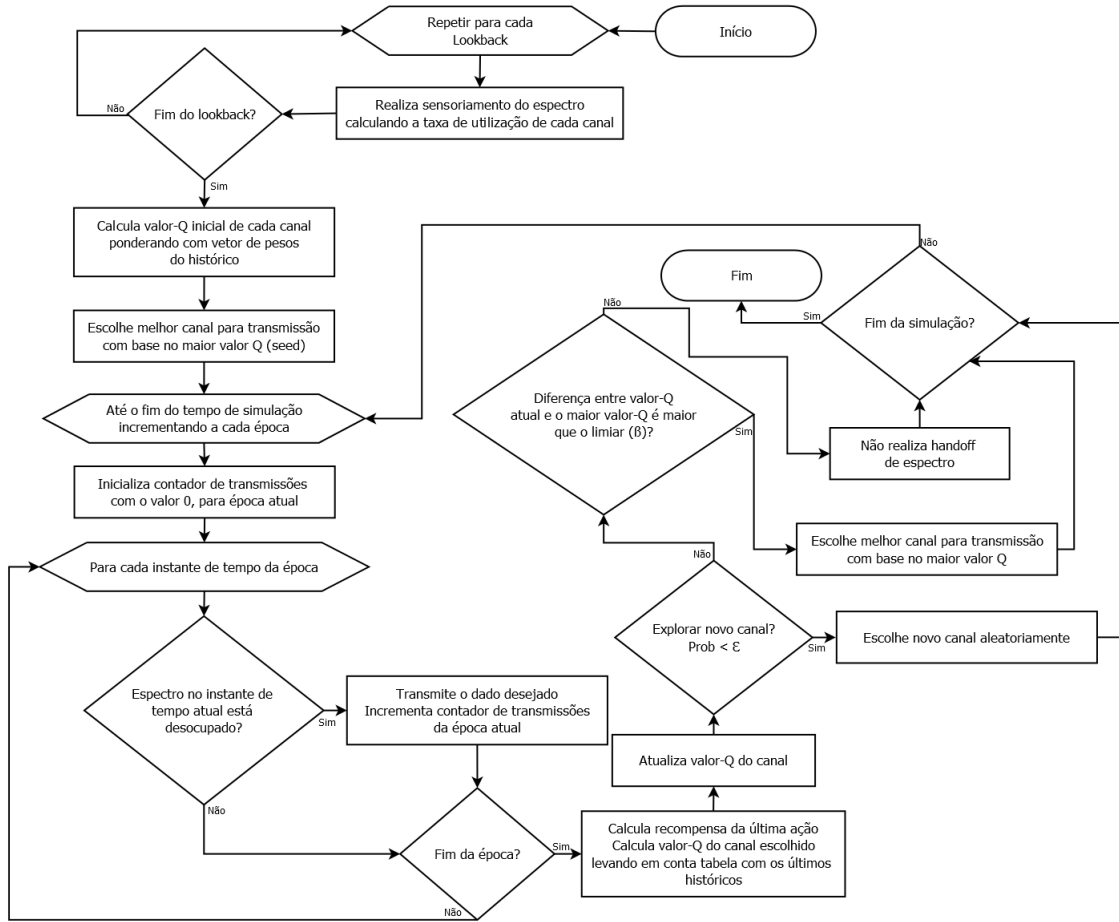 Início
Repetir para cada
Lookback
Realiza sensoriamento do espectro
calculando a taxa de utilização de cada canal
Fim do lookback?
Não
Sim
Calcula valor-Q inicial de cada canal
ponderando com vetor de pesos
do histórico
Escolhe melhor canal para transmissão
com base no maior valor Q (seed)
Até o fim do tempo de simulação
incrementando a cada época
Inicializa contador de transmissões
com o valor 0, para época atual
Para cada instante de tempo da época
Espectro no instante de
tempo atual está
desocupado?
Sim
Não
Transmite o dado desejado
Incrementa contador de transmissões
da época atual
Fim da época?
Não
Sim
Calcula recompensa da última ação
Calcula valor-Q do canal escolhido
levando em conta tabela com os últimos
históricos
Atualiza valor-Q do canal
Explorar novo canal?
Prob < Ɛ
Não
Sim
Escolhe novo canal aleatoriamente
Diferença entre valor-Q
atual e o maior valor-Q é maior
que o limiar (ß)?
Não
Sim
Não realiza handoff
de espectro
Escolhe melhor canal para transmissão
com base no maior valor Q
Fim da simulação?
Não
Sim
Fim